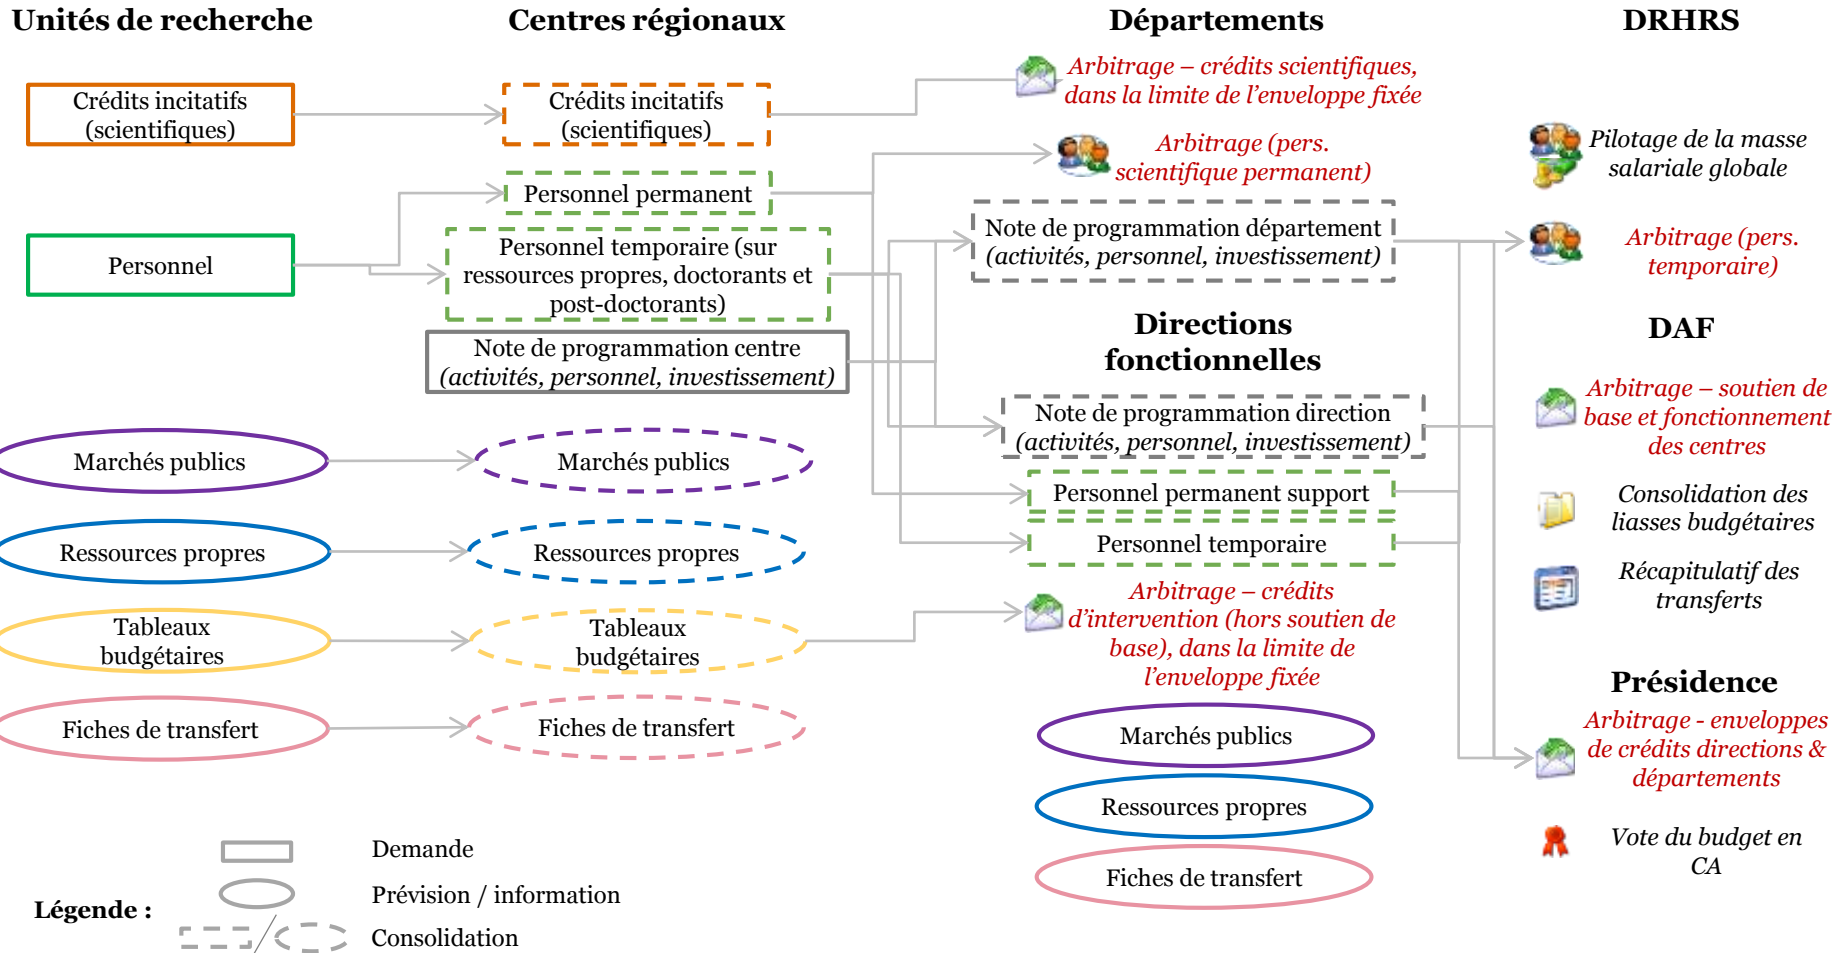 Unités de recherche
Crédits incitatifs
(scientifiques)
Personnel
Marchés publics
Ressources propres
Tableaux
budgétaires
Fiches de transfert
Centres régionaux
Crédits incitatifs
(scientifiques)
Personnel permanent
Personnel temporaire (sur
ressources propres, doctorants et
post-doctorants)
Note de programmation centre
(activités, personnel, investissement)
Marchés publics
Ressources propres
Tableaux
budgétaires
Fiches de transfert
Départements
Arbitrage – crédits scientifiques,
dans la limite de l'enveloppe fixée
Arbitrage (pers.
scientifique permanent)
Note de programmation département
(activités, personnel, investissement)
Directions
fonctionnelles
Note de programmation direction
(activités, personnel, investissement)
Personnel permanent support
Personnel temporaire
Arbitrage – crédits
d'intervention (hors soutien de
base), dans la limite de
l'enveloppe fixée
Marchés publics
Ressources propres
Fiches de transfert
DRHRS
Pilotage de la masse
salariale globale
Arbitrage (pers.
temporaire)
DAF
Arbitrage – soutien de
base et fonctionnement
des centres
Consolidation des
liasses budgétaires
Récapitulatif des
transferts
Présidence
Arbitrage - enveloppes
de crédits directions &
départements
Vote du budget en
CA
Légende :
Demande
Prévision / information
Consolidation